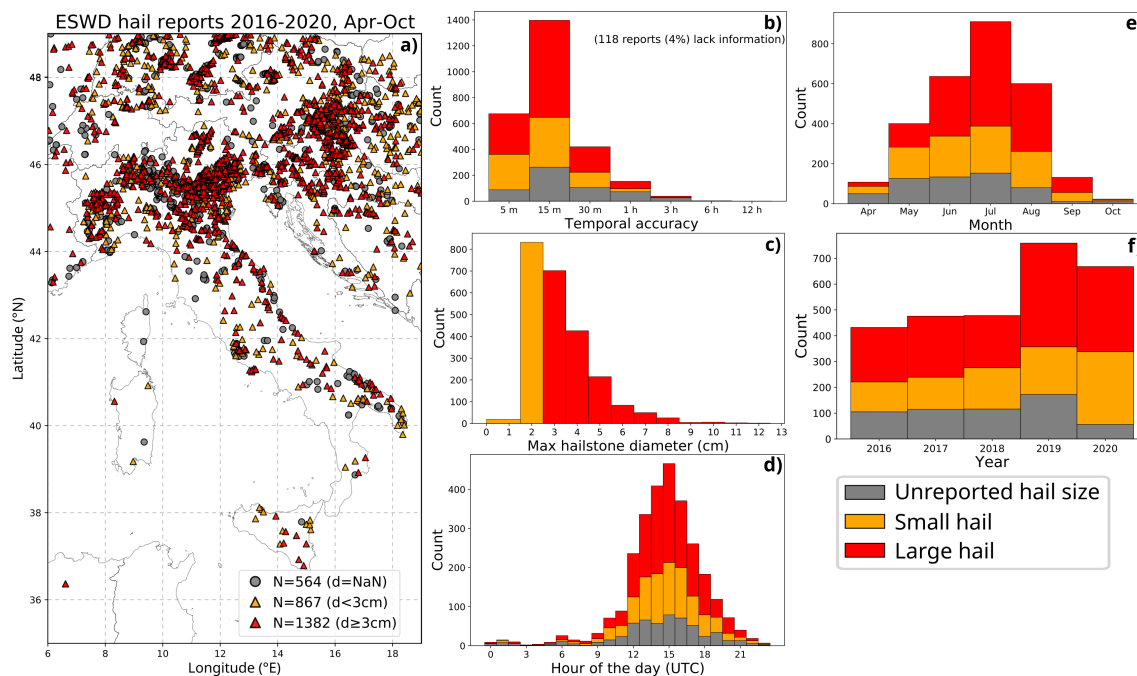 ESWD hail reports 2016-2020, Apr-Oct
a)
48
46
44
42
40
38
36
Latitude (°N)
6 8 10 12 14 16 18
Longitude (°E)
N=564 (d=NaN)
N=867 (d<3cm)
N=1382 (d≥3cm)
b)
(118 reports (4%) lack information)
1400
1200
1000
800
600
400
200
0
Count
5 m 15 m 30 m 1 h 3 h 6 h 12 h
Temporal accuracy
c)
800
700
600
500
400
300
200
100
0
Count
0 1 2 3 4 5 6 7 8 9 10 11 12 13
Max hailstone diameter (cm)
d)
400
300
200
100
0
Count
0 3 6 9 12 15 18 21
Hour of the day (UTC)
e
800
600
400
200
0
Count
Apr May Jun Jul Aug Sep Oct
Month
f)
700
600
500
400
300
200
100
0
Count
2016 2017 2018 2019 2020
Year
Unreported hail size
Small hail
Large hail